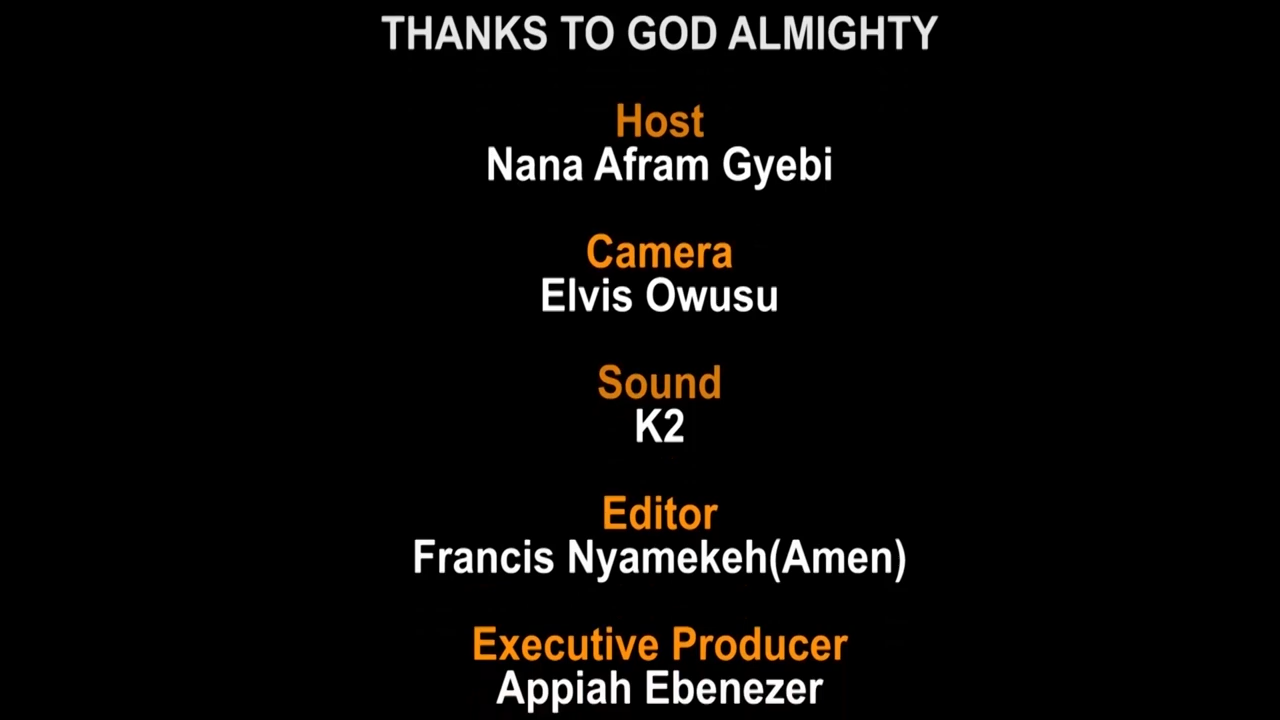 THANKS TO GOD ALMIGHTY
Host
Nana Afram Gyebi
Camera
Elvis Owusu
Sound
K2
Editor
Francis Nyamekeh(Amen)
Executive Producer
Appiah Ebenezer